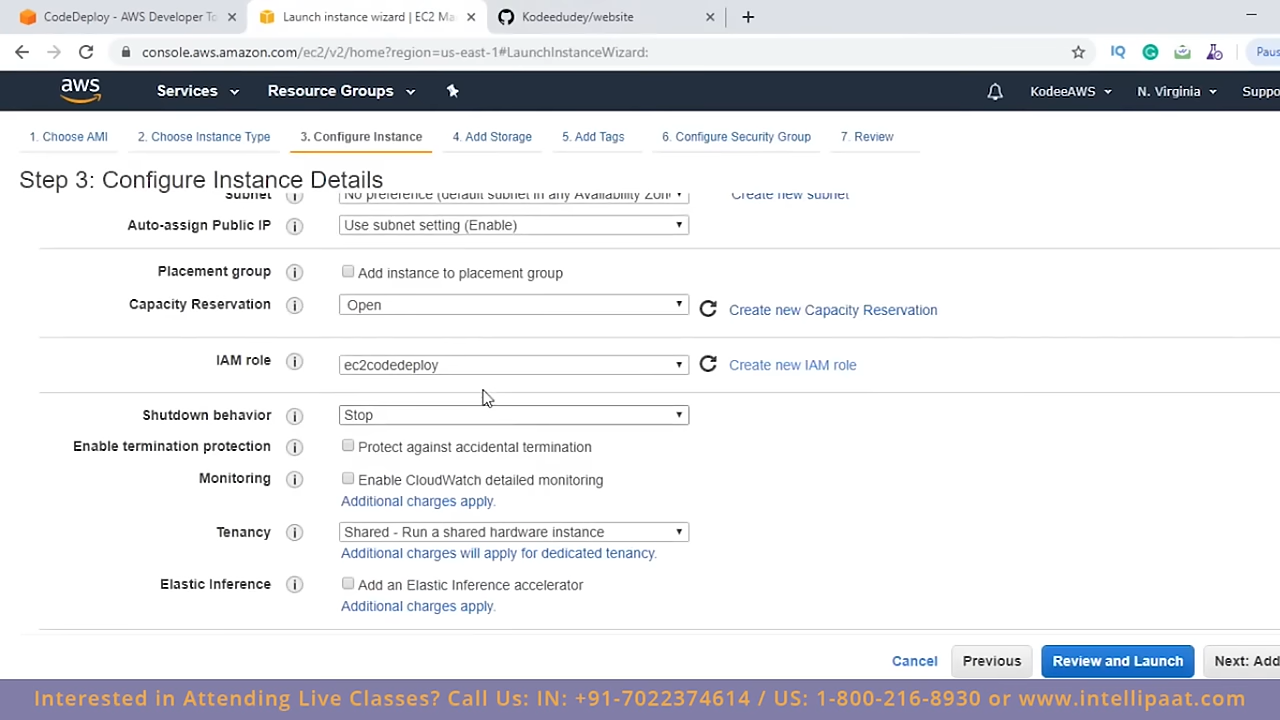 CodeDeploy - AWS Developer To
Launch instance wizard | EC2 Ma
Kodeedudey/website
console.aws.amazon.com/ec2/v2/home?region=us-east-1#LaunchInstanceWizard:
IQ
Paus
aws
Services
Resource Groups
KodeeAWS
N. Virginia
Suppo
1. Choose AMI
2. Choose Instance Type
3. Configure Instance
4. Add Storage
5. Add Tags
6. Configure Security Group
7. Review
Step 3: Configure Instance Details
Subnet
No preference (default subnet in any Availability Zon
Create new subnet
Auto-assign Public IP
Use subnet setting (Enable)
Placement group
Add instance to placement group
Capacity Reservation
Open
Create new Capacity Reservation
IAM role
ec2codedeploy
Create new IAM role
Shutdown behavior
Stop
Enable termination protection
Protect against accidental termination
Monitoring
Enable CloudWatch detailed monitoring
Additional charges apply.
Tenancy
Shared - Run a shared hardware instance
Additional charges will apply for dedicated tenancy.
Elastic Inference
Add an Elastic Inference accelerator
Additional charges apply.
Cancel
Previous
Review and Launch
Next: Add
Interested in Attending Live Classes? Call Us: IN: +91-7022374614 / US: 1-800-216-8930 or www.intellipaat.com